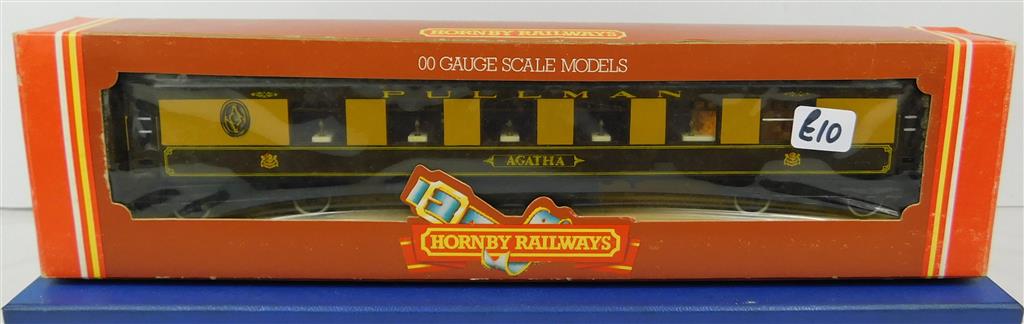 HORNBY RAILWAYS
00 GAUGE SCALE MODELS
PULLMAN
£10
AGATHA
HORNBY RAILWAYS